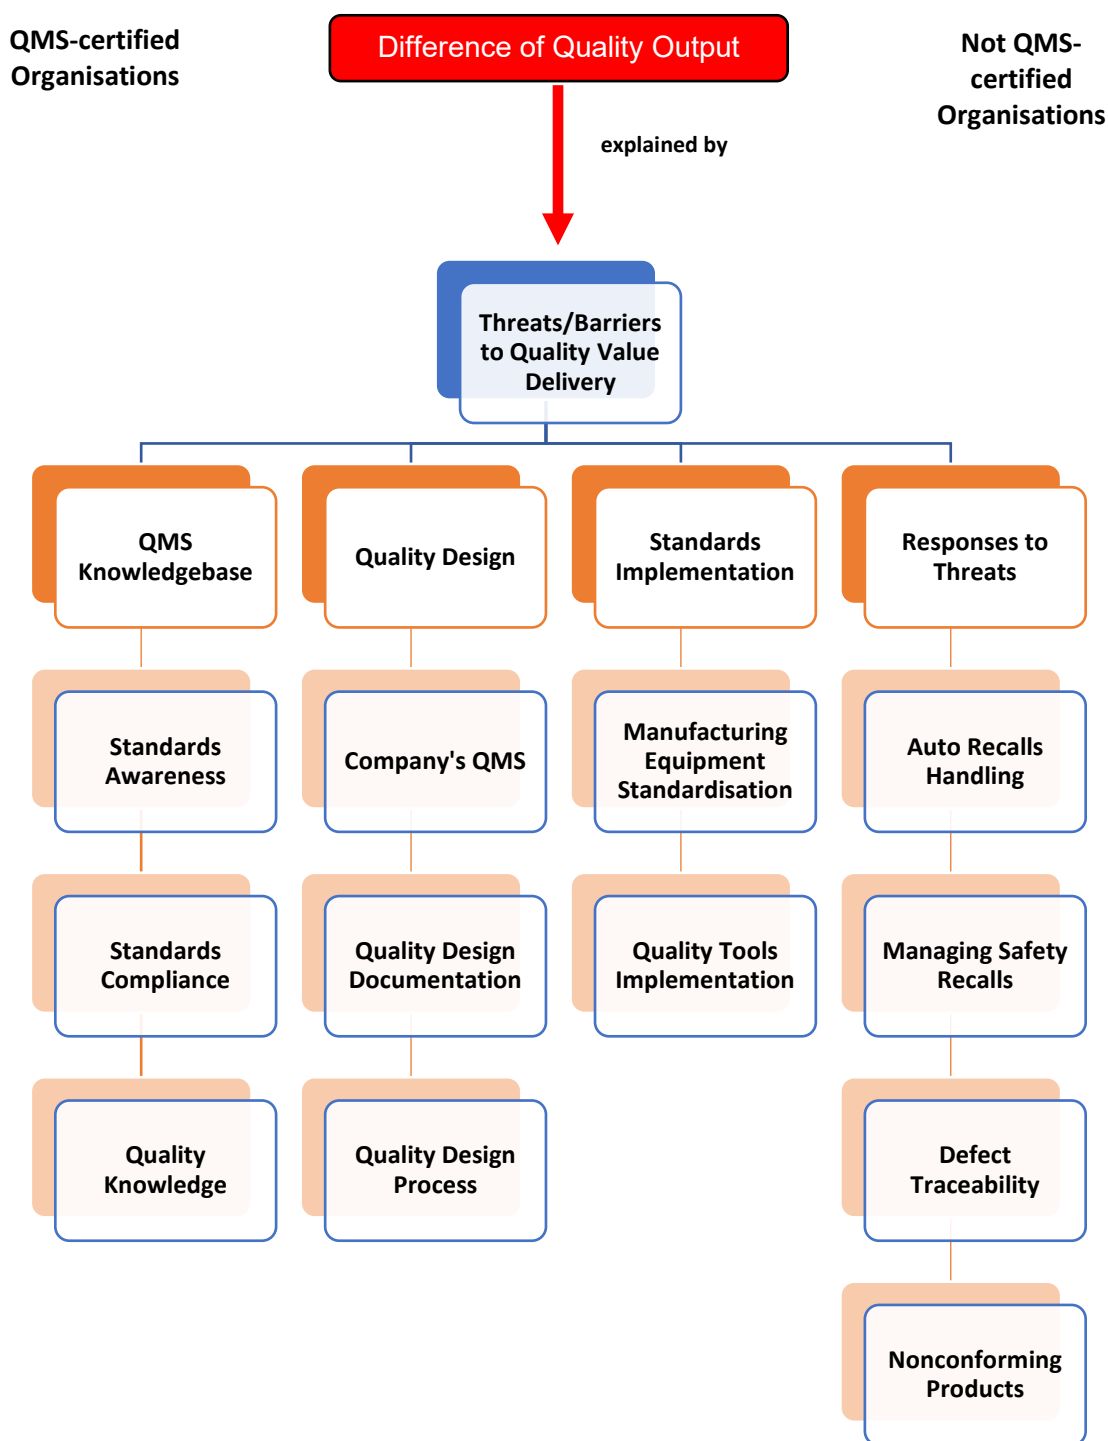 QMS-certified
Organisations
Difference of Quality Output
Not QMS-
certified
Organisations
explained by
Threats/Barriers
to Quality Value
Delivery
QMS
Knowledgebase
Quality Design
Standards
Implementation
Responses to
Threats
Standards
Awareness
Company's QMS
Manufacturing
Equipment
Standardisation
Auto Recalls
Handling
Standards
Compliance
Quality Design
Documentation
Quality Tools
Implementation
Managing Safety
Recalls
Quality
Knowledge
Quality Design
Process
Defect
Traceability
Nonconforming
Products